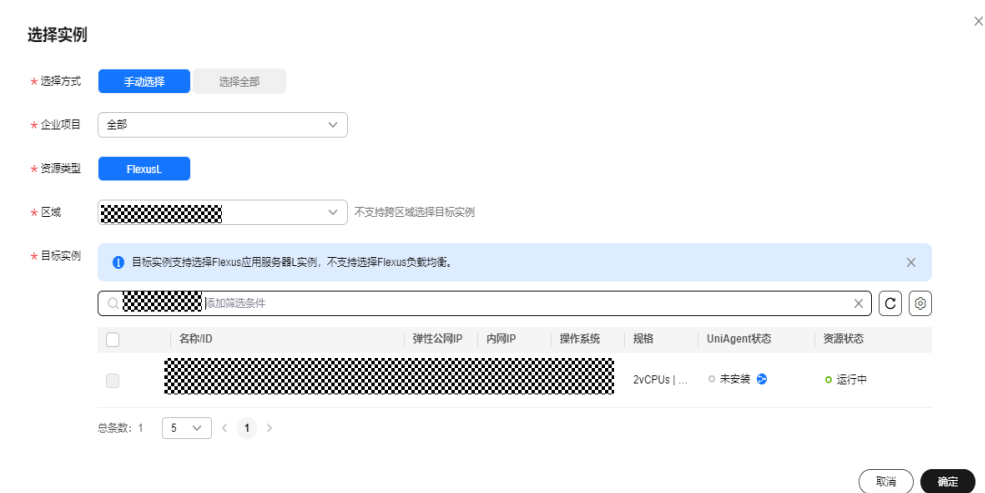 选择实例
* 选择方式 手动选择 选择全部
* 企业项目 全部
* 资源类型 FlexusL
* 区域 不支持跨区域选择目标实例
* 目标实例 目标实例支持选择Flexus应用服务器L实例，不支持选择Flexus负载均衡。
添加筛选条件
名称/ID 弹性公网IP 内网IP 操作系统 规格 UniAgent状态 资源状态
2vCPUs | ... 未安装 运行中
总条数：1 5 1
取消 确定